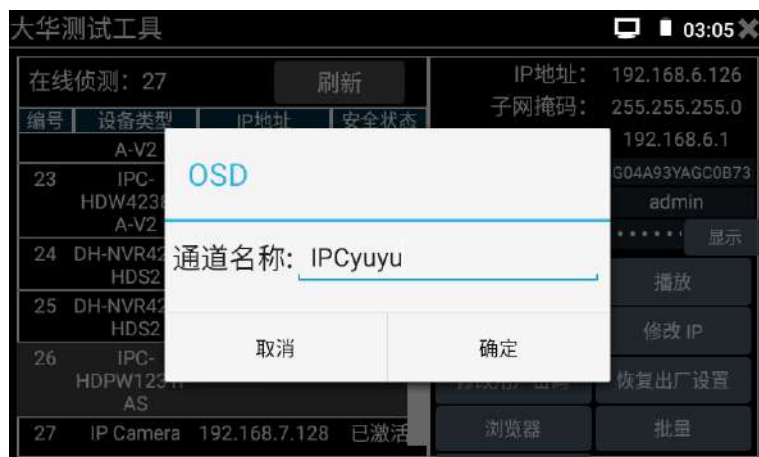 大华测试工具
03:05
在线侦测：27
刷新
编号 设备类型 IP地址 安全状态
A-V2
23 IPC-
HDW4238
A-V2
24 DH-NVR42
HDS2
25 DH-NVR42
HDS2
26 IPC-
AS
27 IP Camera 192.168.7.128 已激活
IP地址： 192.168.6.126
子网掩码： 255.255.255.0
192.168.6.1
G04A93YAGC0B73
admin
······ 显示
播放
修改 IP
恢复出厂设置
浏览器
批量
OSD
通道名称: IPCyuyu
取消
确定